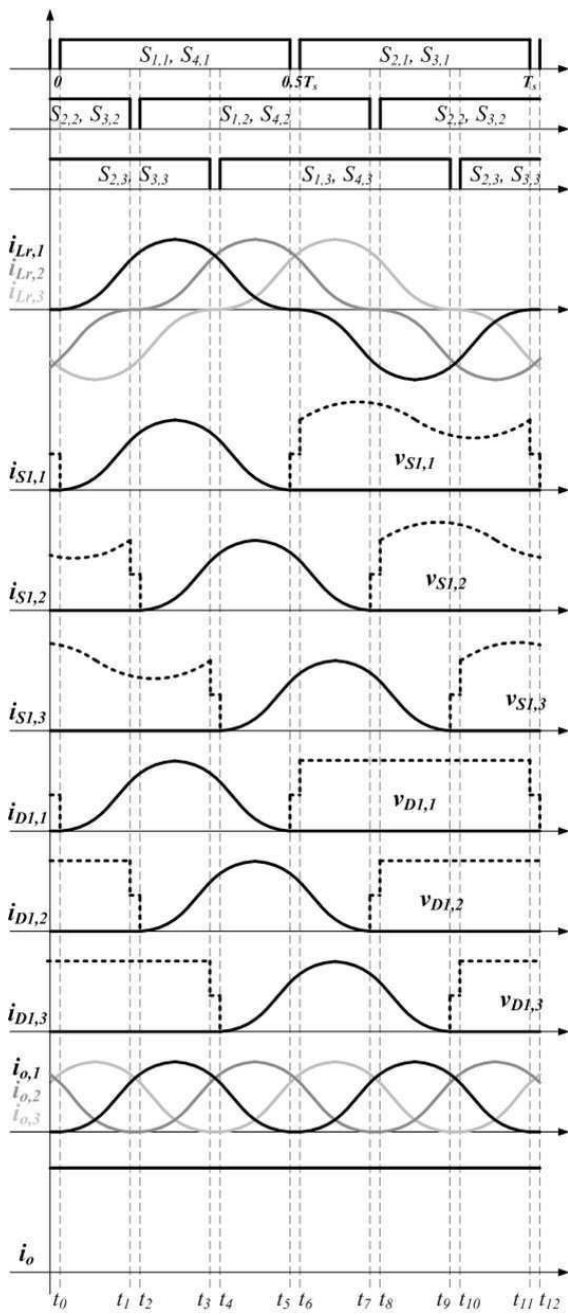 S1,1, S4,1 S2,1, S3,1
0 0.5Ts Ts
S2,2, S3,2 S1,2, S4,2 S2,2, S3,2
S2,3, S3,3 S1,3, S4,3 S2,3, S3,3
iLr,1
iLr,2
iLr,3
iS1,1 vS1,1
iS1,2 vS1,2
iS1,3 vS1,3
iD1,1 vD1,1
iD1,2 vD1,2
iD1,3 vD1,3
io,1
io,2
io,3
io
t0 t1 t2 t3 t4 t5 t6 t7 t8 t9 t10 t11 t12